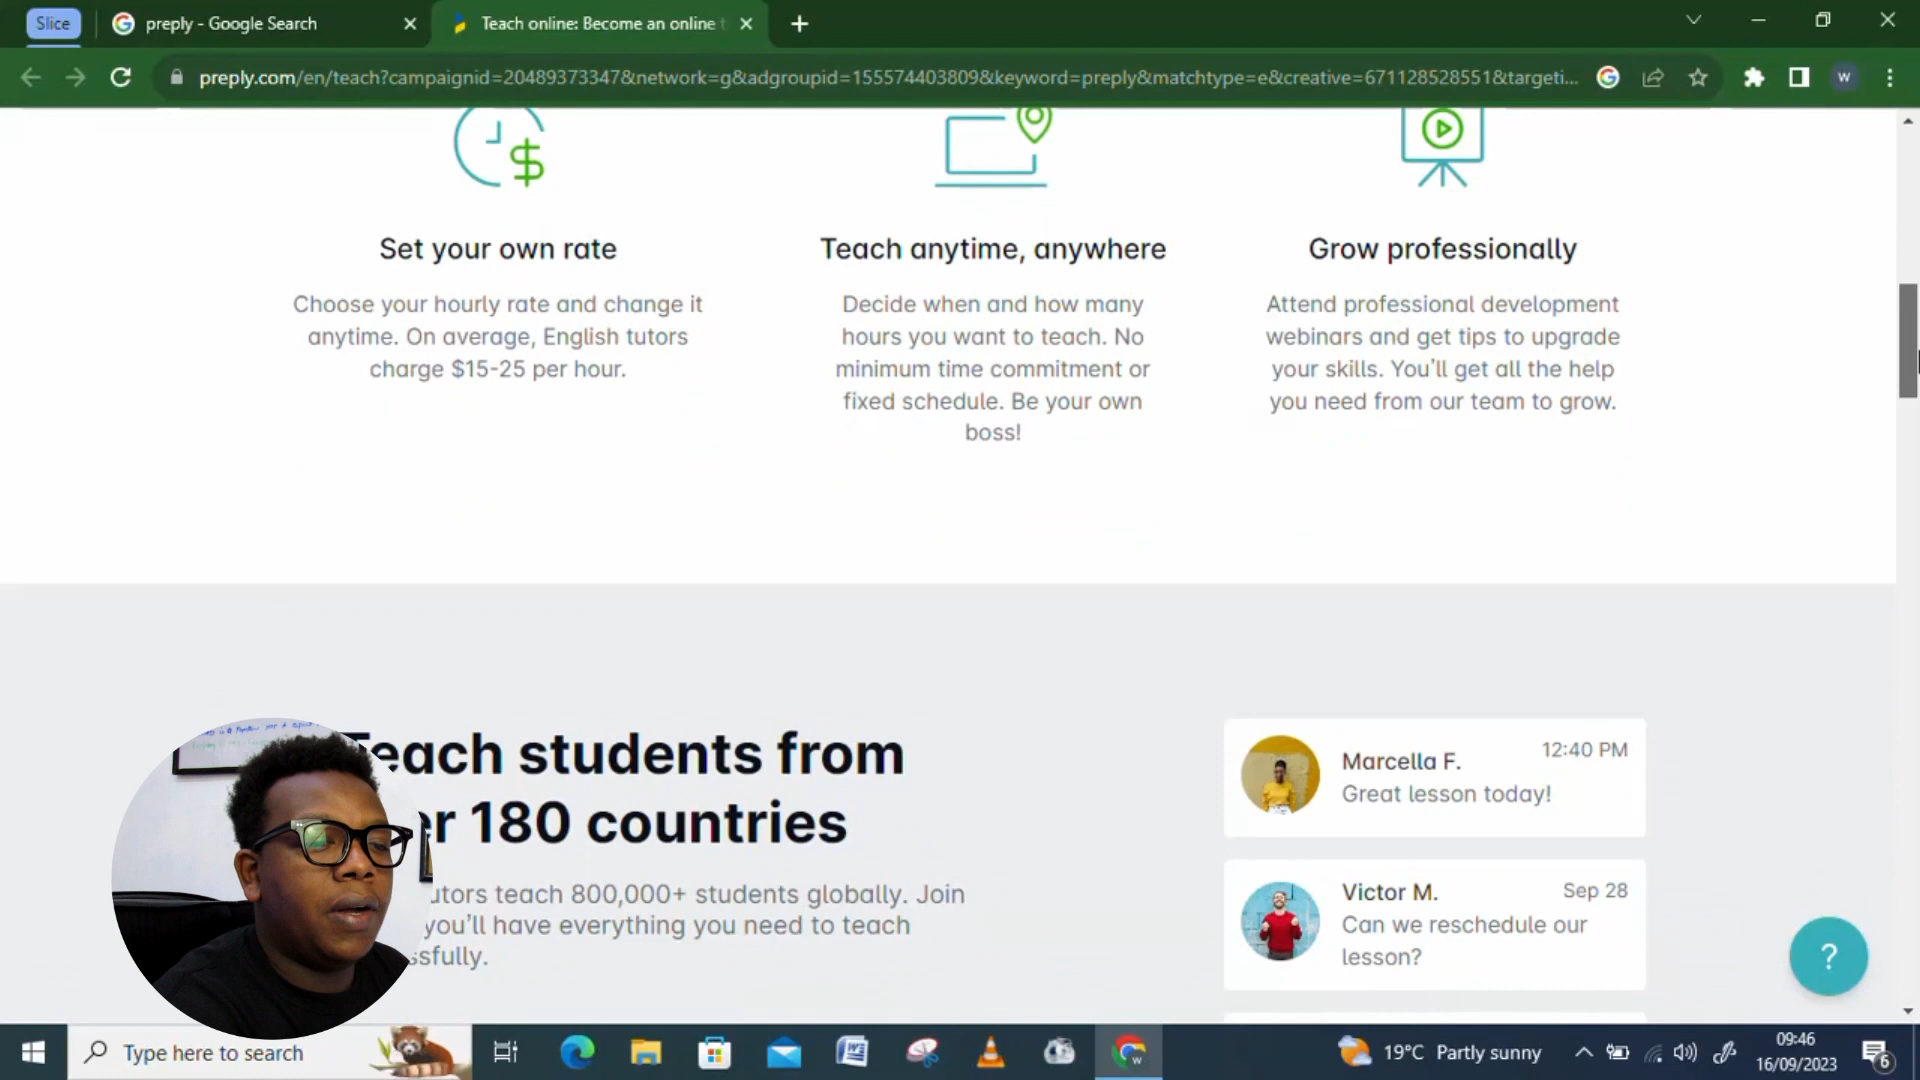 Slice
preply - Google Search
Teach online: Become an online t
preply.com/en/teach?campaignid=20489373347&network=g&adgroupid=155574403809&keyword=preply&matchtype=e&creative=671128528551&targeti...
W
Set your own rate
Choose your hourly rate and change it
anytime. On average, English tutors
charge $15-25 per hour.
Teach anytime, anywhere
Decide when and how many
hours you want to teach. No
minimum time commitment or
fixed schedule. Be your own
boss!
Grow professionally
Attend professional development
webinars and get tips to upgrade
your skills. You'll get all the help
you need from our team to grow.
Teach students from
180 countries
teach 800,000+ students globally. Join
you'll have everything you need to teach
Marcella F.
12:40 PM
Great lesson today!
Victor M.
Sep 28
Can we reschedule our
lesson?
?
Type here to search
19°C Partly sunny
09:46
16/09/2023
6